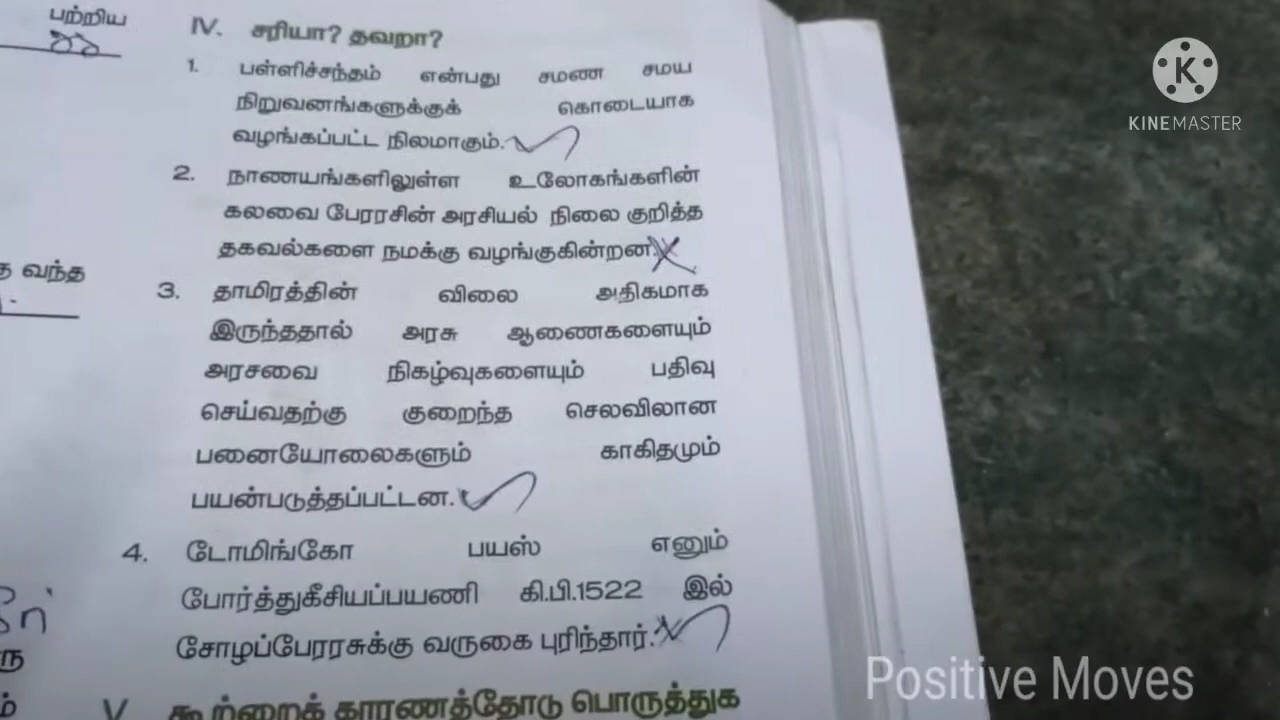 பற்றிய
IV. சரியா? தவறா?
1. பள்ளிச்சந்தம் என்பது சமண சமய
நிறுவனங்களுக்குக் கொடையாக
வழங்கப்பட்ட நிலமாகும்.
2. நாணயங்களிலுள்ள உலோகங்களின்
கலவை பேரரசின் அரசியல் நிலை குறித்த
தகவல்களை நமக்கு வழங்குகின்றன.
வந்த
3. தாமிரத்தின் விலை அதிகமாக
இருந்ததால் அரசு ஆணைகளையும்
அரசவை நிகழ்வுகளையும் பதிவு
செய்வதற்கு குறைந்த செலவிலான
பனையோலைகளும் காகிதமும்
பயன்படுத்தப்பட்டன.
4. டோமிங்கோ பயஸ் எனும்
போர்த்துகீசியப்பயணி கி.பி.1522 இல்
சோழப்பேரரசுக்கு வருகை புரிந்தார்.
V கூற்றைக் காரணத்தோடு பொருத்துக
KINEMASTER
Positive Moves